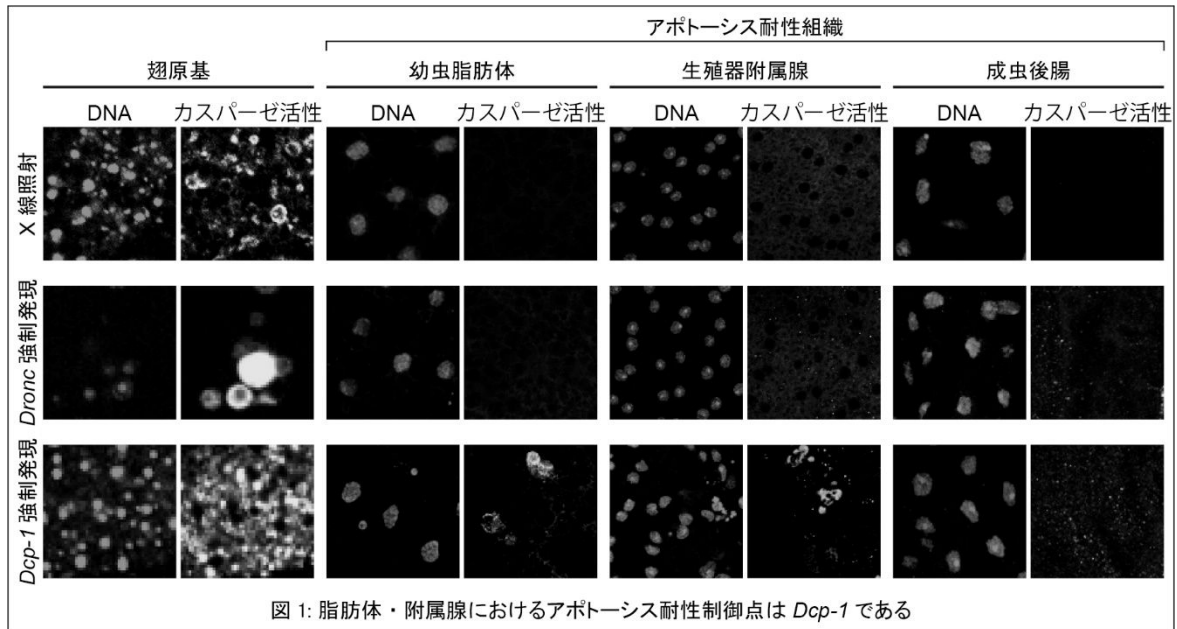 アポトーシス耐性組織
翅原基 幼虫脂肪体 生殖器附属腺 成虫後腸
DNA カスパーゼ活性 DNA カスパーゼ活性 DNA カスパーゼ活性 DNA カスパーゼ活性
X 線照射
Dronc 強制発現
Dcp-1 強制発現
図 1: 脂肪体・附属腺におけるアポトーシス耐性制御点は Dcp-1 である